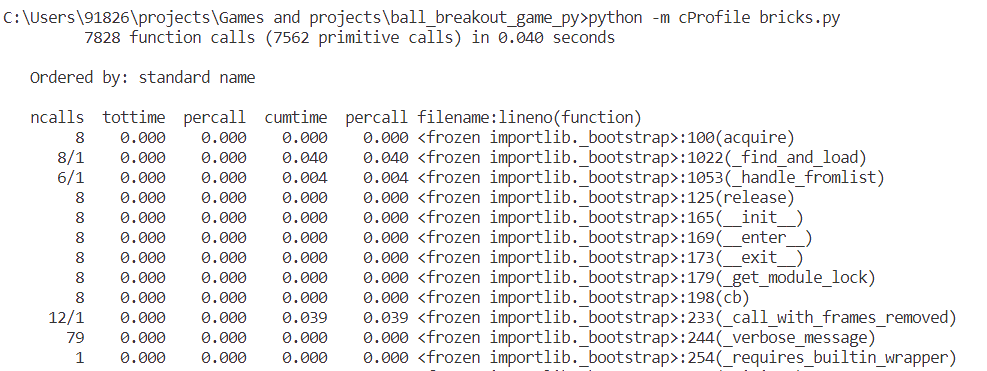 C:\Users\91826\projects\Games and projects\ball_breakout_game_py>python -m cProfile bricks.py
7828 function calls (7562 primitive calls) in 0.040 seconds
Ordered by: standard name
ncalls tottime percall cumtime percall filename:lineno(function)
8 0.000 0.000 0.000 0.000 <frozen importlib._bootstrap>:100(acquire)
8/1 0.000 0.000 0.040 0.040 <frozen importlib._bootstrap>:1022(_find_and_load)
6/1 0.000 0.000 0.004 0.004 <frozen importlib._bootstrap>:1053(_handle_fromlist)
8 0.000 0.000 0.000 0.000 <frozen importlib._bootstrap>:125(release)
8 0.000 0.000 0.000 0.000 <frozen importlib._bootstrap>:165(__init__)
8 0.000 0.000 0.000 0.000 <frozen importlib._bootstrap>:169(__enter__)
8 0.000 0.000 0.000 0.000 <frozen importlib._bootstrap>:173(__exit__)
8 0.000 0.000 0.000 0.000 <frozen importlib._bootstrap>:179(_get_module_lock)
8 0.000 0.000 0.000 0.000 <frozen importlib._bootstrap>:198(cb)
12/1 0.000 0.000 0.039 0.039 <frozen importlib._bootstrap>:233(_call_with_frames_removed)
79 0.000 0.000 0.000 0.000 <frozen importlib._bootstrap>:244(_verbose_message)
1 0.000 0.000 0.000 0.000 <frozen importlib._bootstrap>:254(_requires_builtin_wrapper)